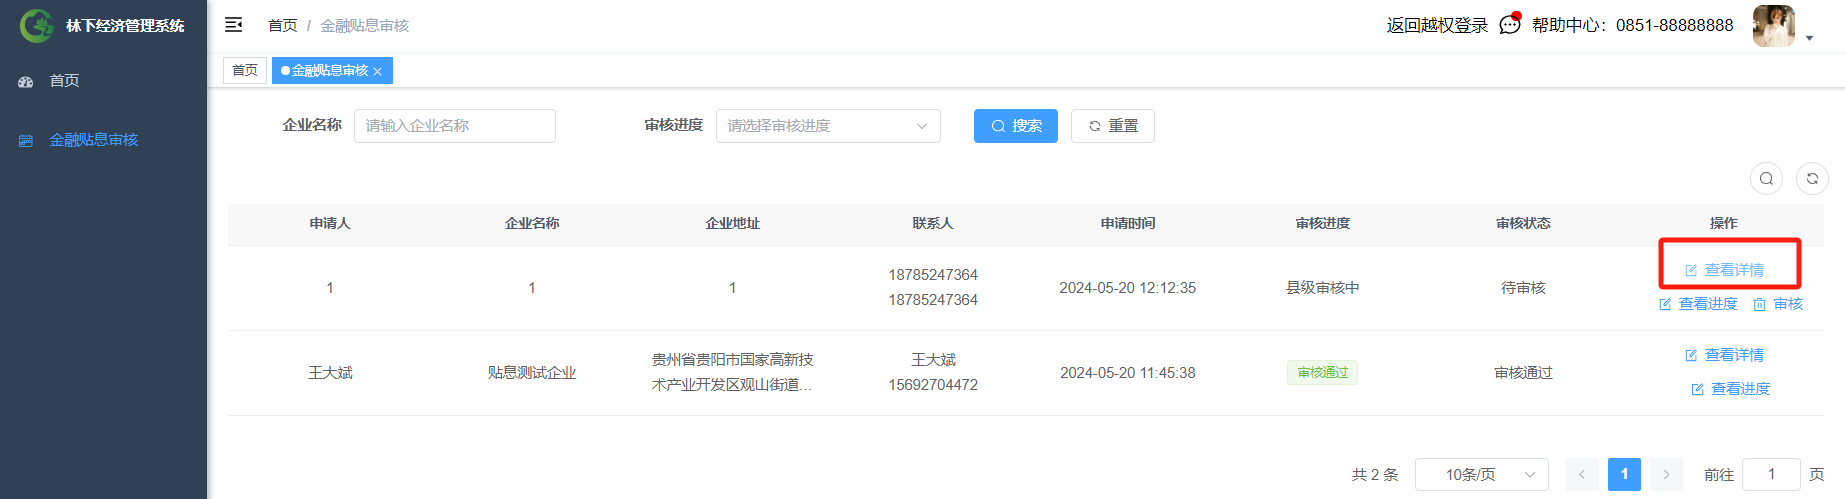 林下经济管理系统
首页 / 金融贴息审核
返回越权登录 帮助中心：0851-88888888
首页
金融贴息审核
首页 金融贴息审核
企业名称 请输入企业名称 审核进度 请选择审核进度 搜索 重置
申请人 企业名称 企业地址 联系人 申请时间 审核进度 审核状态 操作
1 1 1 18785247364 2024-05-20 12:12:35 县级审核中 待审核 查看详情
18785247364 查看进度 审核
王大斌 贴息测试企业 贵州省贵阳市国家高新技 王大斌 2024-05-20 11:45:38 审核通过 审核通过 查看详情
术产业开发区观山街道... 15692704472 查看进度
共 2 条 10条/页 1 前往 1 页